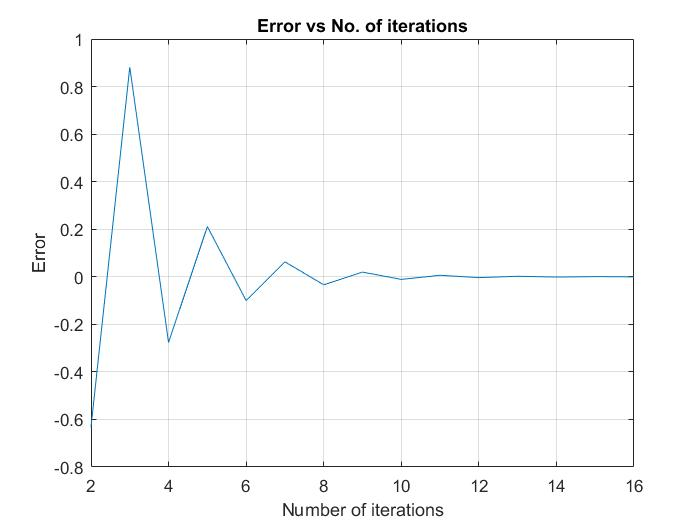 Error vs No. of iterations
1
0.8
0.6
0.4
0.2
0
-0.2
-0.4
-0.6
-0.8
Error
2 4 6 8 10 12 14 16
Number of iterations